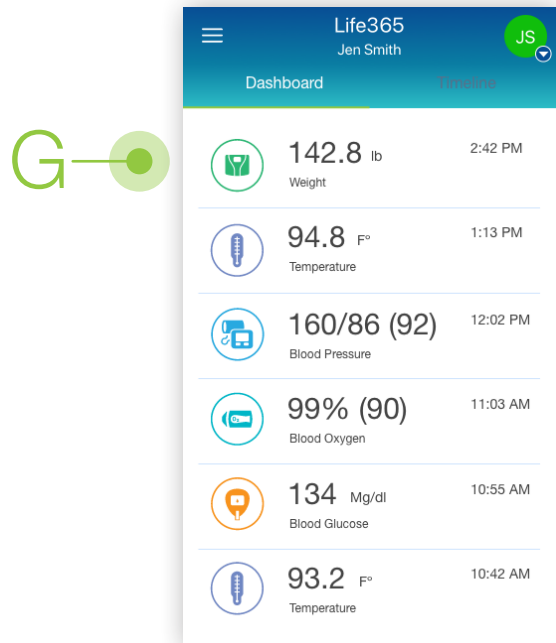 Life365
Jen Smith
JS
Dashboard
Timeline
G
142.8 lb
2:42 PM
Weight
94.8 F°
1:13 PM
Temperature
160/86 (92)
12:02 PM
Blood Pressure
99% (90)
11:03 AM
Blood Oxygen
134 Mg/dl
10:55 AM
Blood Glucose
93.2 F°
10:42 AM
Temperature